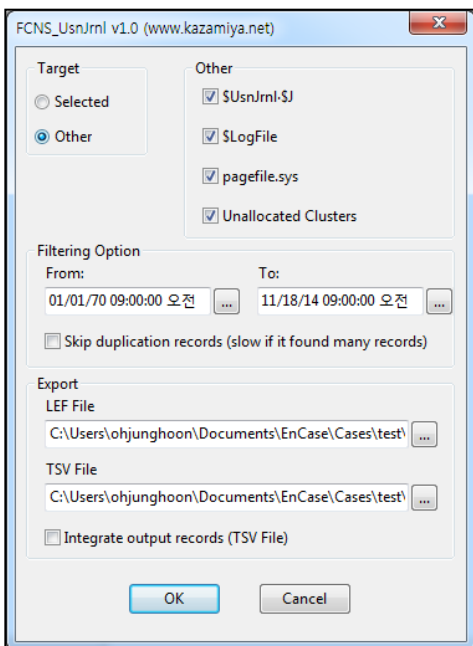 FCNS_UsnJrnl v1.0 (www.kazamiya.net)
Target
Selected
Other
Other
$UsnJrnl·$J
$LogFile
pagefile.sys
Unallocated Clusters
Filtering Option
From:
To:
01/01/70 09:00:00 오전
...
11/18/14 09:00:00 오전
...
Skip duplication records (slow if it found many records)
Export
LEF File
C:\Users\ohjunghoon\Documents\EnCase\Cases\test\
...
TSV File
C:\Users\ohjunghoon\Documents\EnCase\Cases\test\
...
Integrate output records (TSV File)
OK
Cancel